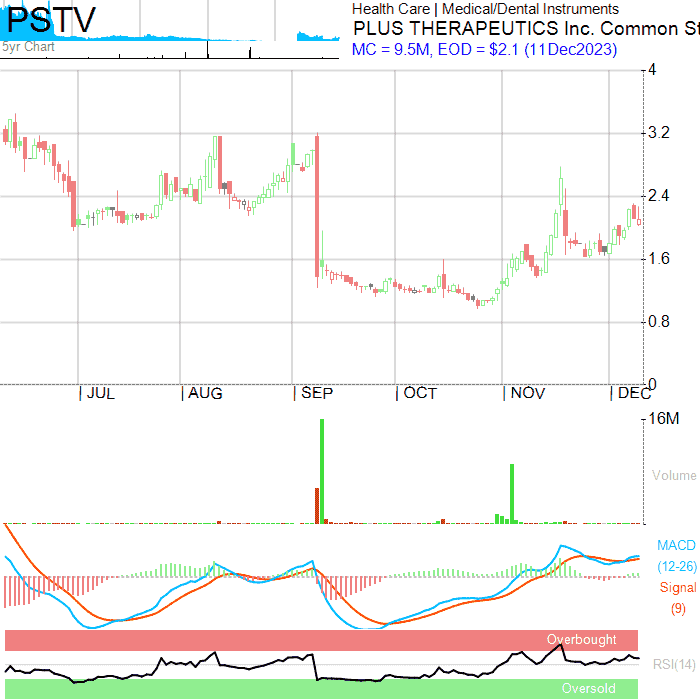 PSTV
5yr Chart
Health Care | Medical/Dental Instruments
PLUS THERAPEUTICS Inc. Common St
MC = 9.5M, EOD = $2.1 (11Dec2023)
4
3.2
2.4
1.6
0.8
0
| JUL | AUG | SEP | OCT | NOV | DEC
16M
Volume
MACD
(12-26)
Signal
(9)
Overbought
RSI(14)
Oversold